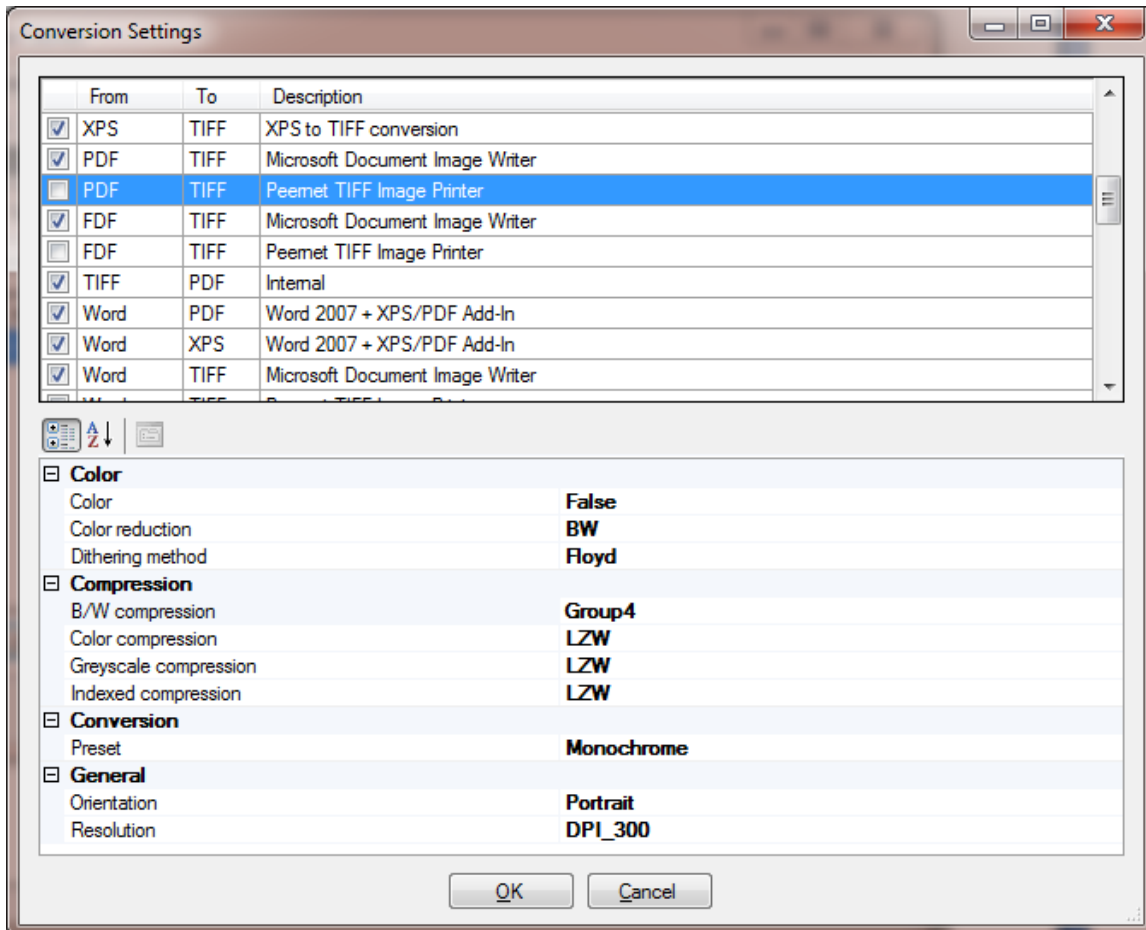 Conversion Settings
From To Description
XPS TIFF XPS to TIFF conversion
PDF TIFF Microsoft Document Image Writer
PDF TIFF Peernet TIFF Image Printer
FDF TIFF Microsoft Document Image Writer
FDF TIFF Peernet TIFF Image Printer
TIFF PDF Internal
Word PDF Word 2007 + XPS/PDF Add-In
Word XPS Word 2007 + XPS/PDF Add-In
Word TIFF Microsoft Document Image Writer
Color
Color False
Color reduction BW
Dithering method Floyd
Compression
B/W compression Group4
Color compression LZW
Greyscale compression LZW
Indexed compression LZW
Conversion
Preset Monochrome
General
Orientation Portrait
Resolution DPI_300
OK Cancel